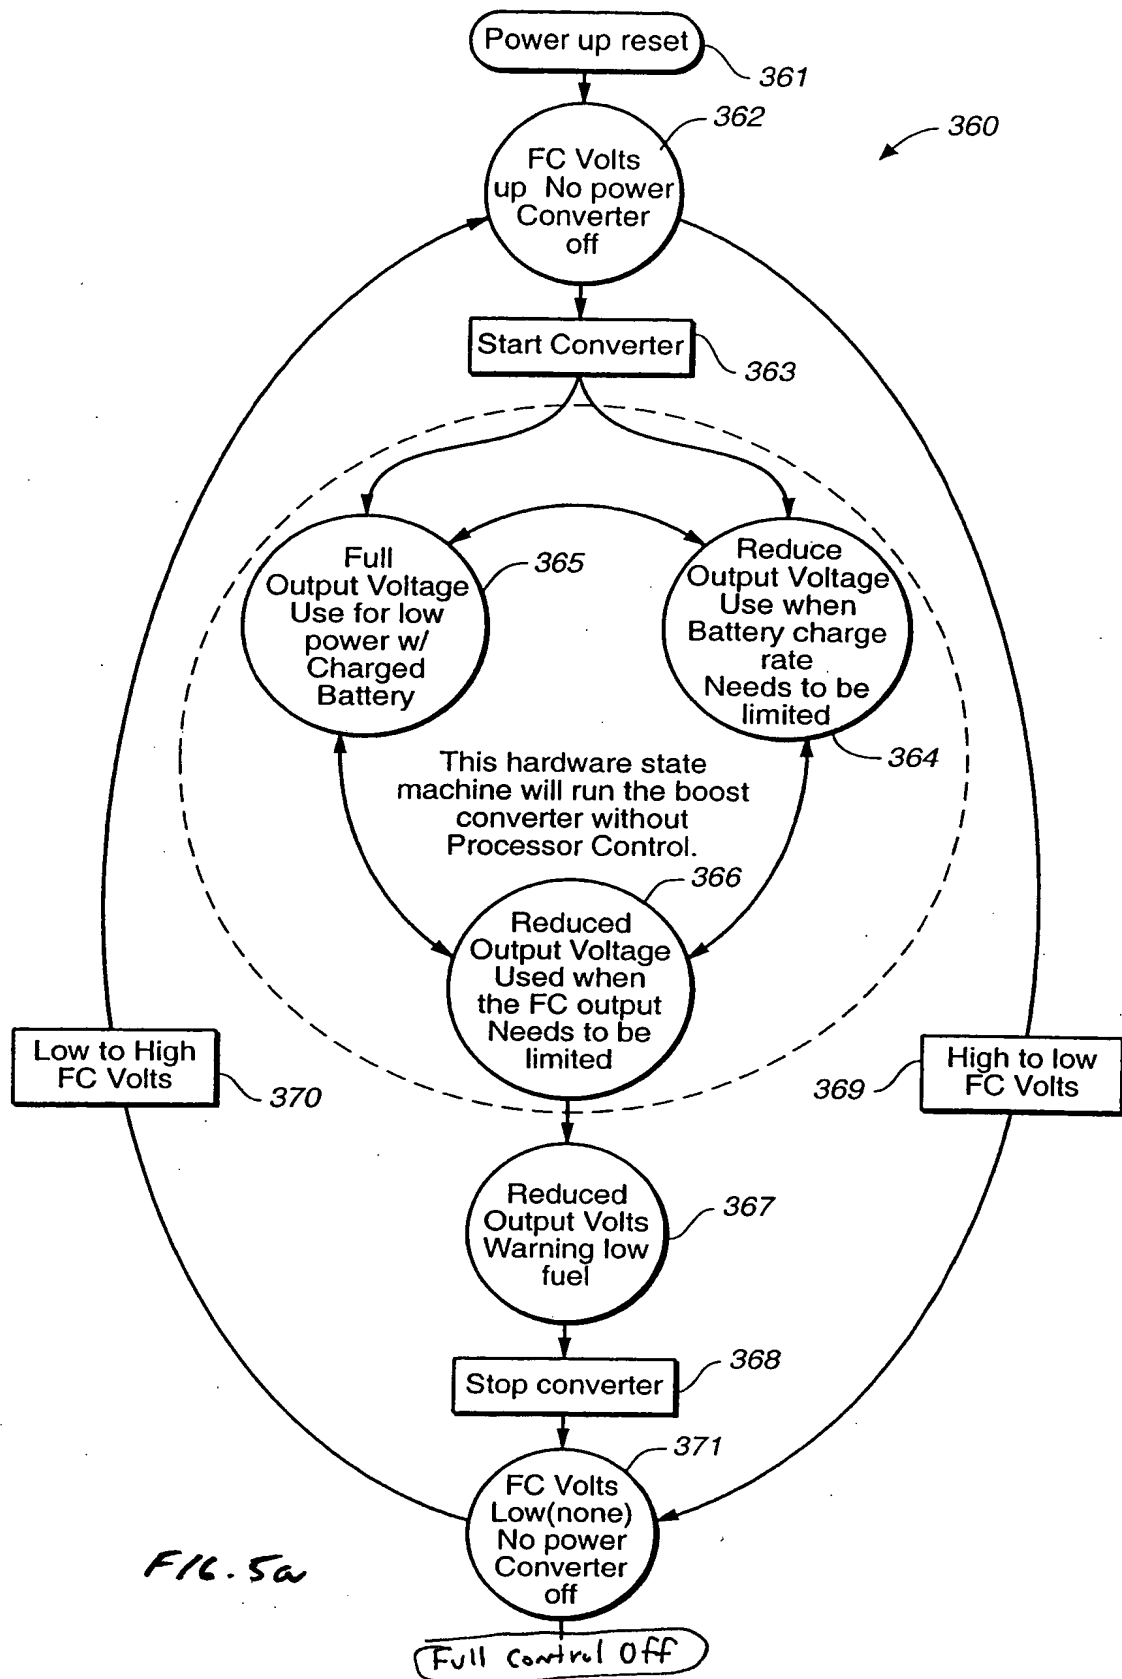 Power up reset
361
362
360
FC Volts
up No power
Converter
off
Start Converter
363
Full
Output Voltage
Use for low
power w/
Charged
Battery
365
Reduce
Output Voltage
Use when
Battery charge
rate
Needs to be
limited
364
This hardware state
machine will run the boost
converter without
Processor Control.
366
Reduced
Output Voltage
Used when
the FC output
Needs to be
limited
Low to High
FC Volts
370
High to low
FC Volts
369
Reduced
Output Volts
Warning low
fuel
367
Stop converter
368
371
FC Volts
Low(none)
No power
Converter
off
FIG. 5a
Full control Off